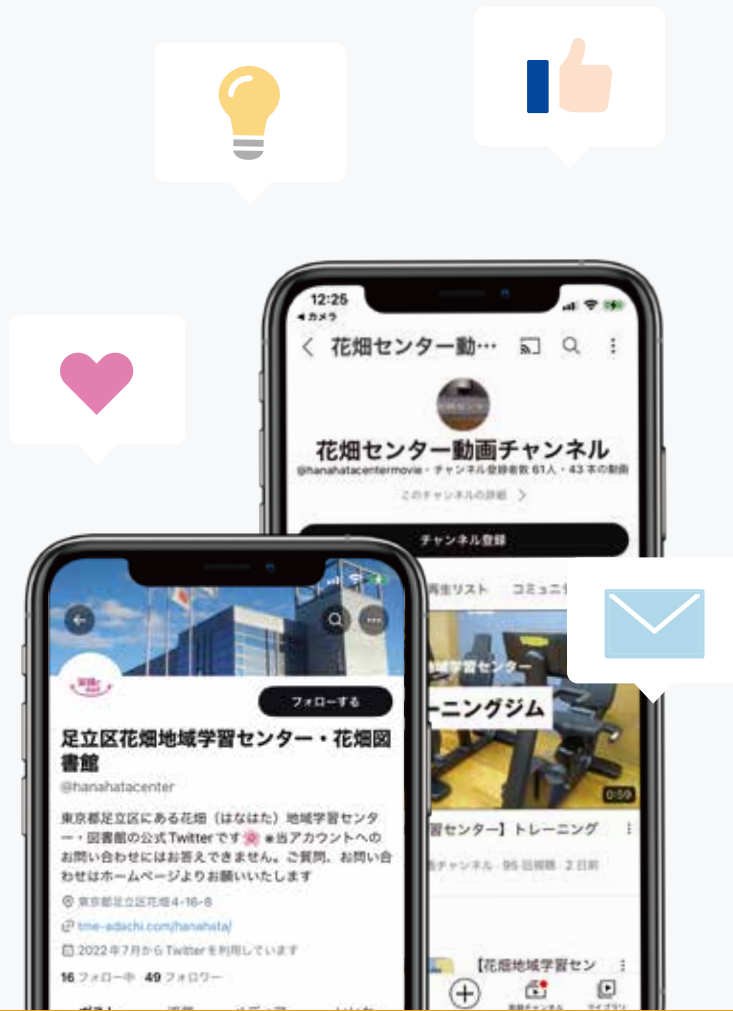 12:25
カメラ
花畑センター動…
花畑センター動画チャンネル
@hanahatacentermovie・チャンネル登録者数 61人・43 本の動画
このチャンネルの詳細
チャンネル登録
再生リスト
習センター
ーニングジム
0:59
習センター】トレーニング
チャンネル・95 回視聴・2 日前
【花畑地域学習セン
フォローする
足立区花畑地域学習センター・花畑図
書館
@hanahatacenter
東京都足立区にある花畑（はなはた）地域学習センタ
ー・図書館の公式Twitterです🌸 ※当アカウントへの
お問い合わせにはお答えできません。ご質問、お問い合
わせはホームページよりお願いいたします
東京都足立区花畑4-16-8
tme-adachi.com/hanahata/
2022年7月からTwitterを利用しています
16 フォロー中 49 フォロワー